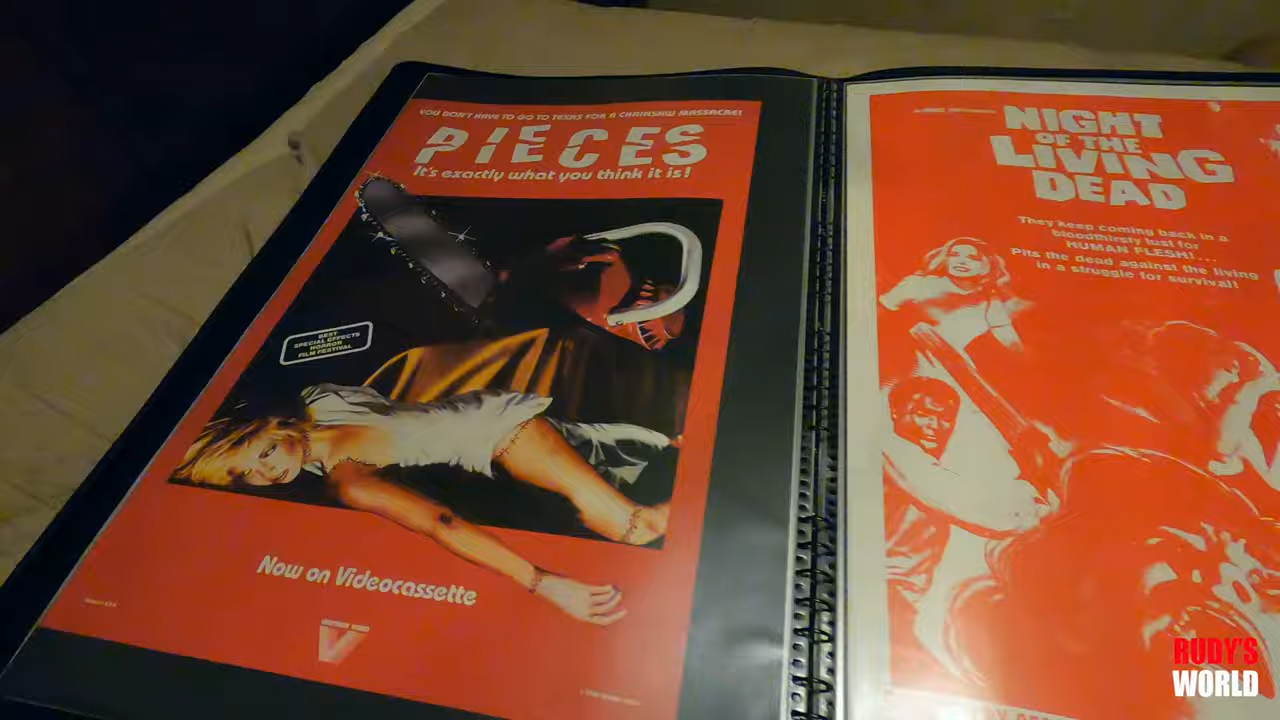 YOU DON'T HAVE TO GO TO TEXAS FOR A CHAINSAW MASSACRE!
PIECES
It's exactly what you think it is!
BEST
SPECIAL EFFECTS
HORROR
FILM FESTIVAL
Now on Videocassette
V
NIGHT
OF THE
LIVING
DEAD
They keep coming back in a
bloodthirsty lust for
HUMAN FLESH!...
Pits the dead against the living
in a struggle for survival!
RUDY'S
WORLD